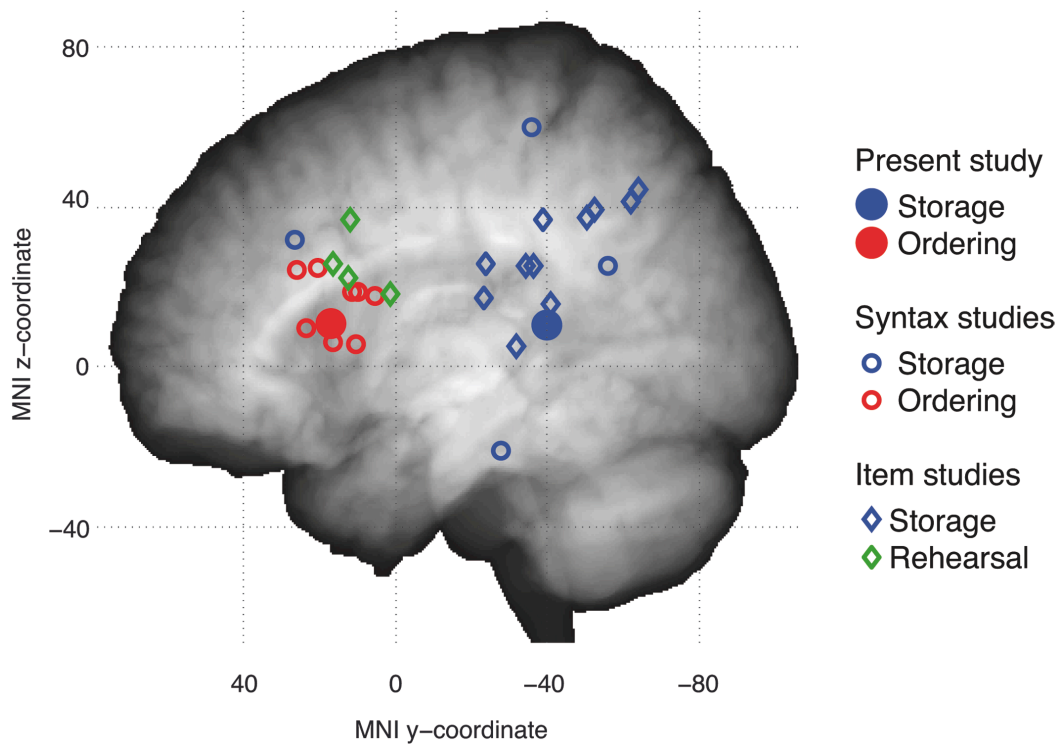 80
40
0
−40
MNI z−coordinate
40
0
−40
−80
MNI y−coordinate
Present study
Storage
Ordering
Syntax studies
Storage
Ordering
Item studies
Storage
Rehearsal